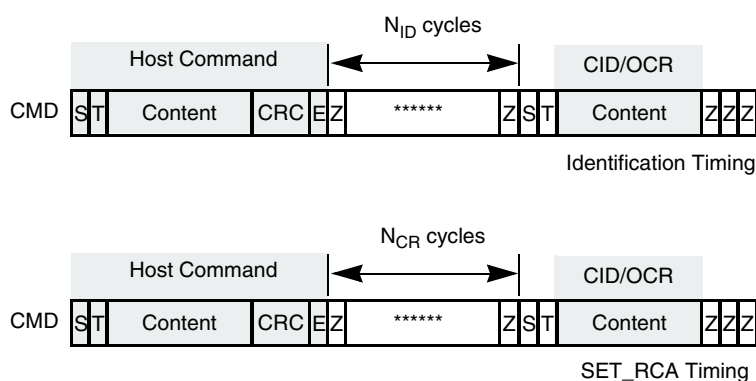 N_ID cycles
Host Command CID/OCR
CMD S T Content CRC E Z ****** Z S T Content Z Z Z
Identification Timing
N_CR cycles
Host Command CID/OCR
CMD S T Content CRC E Z ****** Z S T Content Z Z Z
SET_RCA Timing